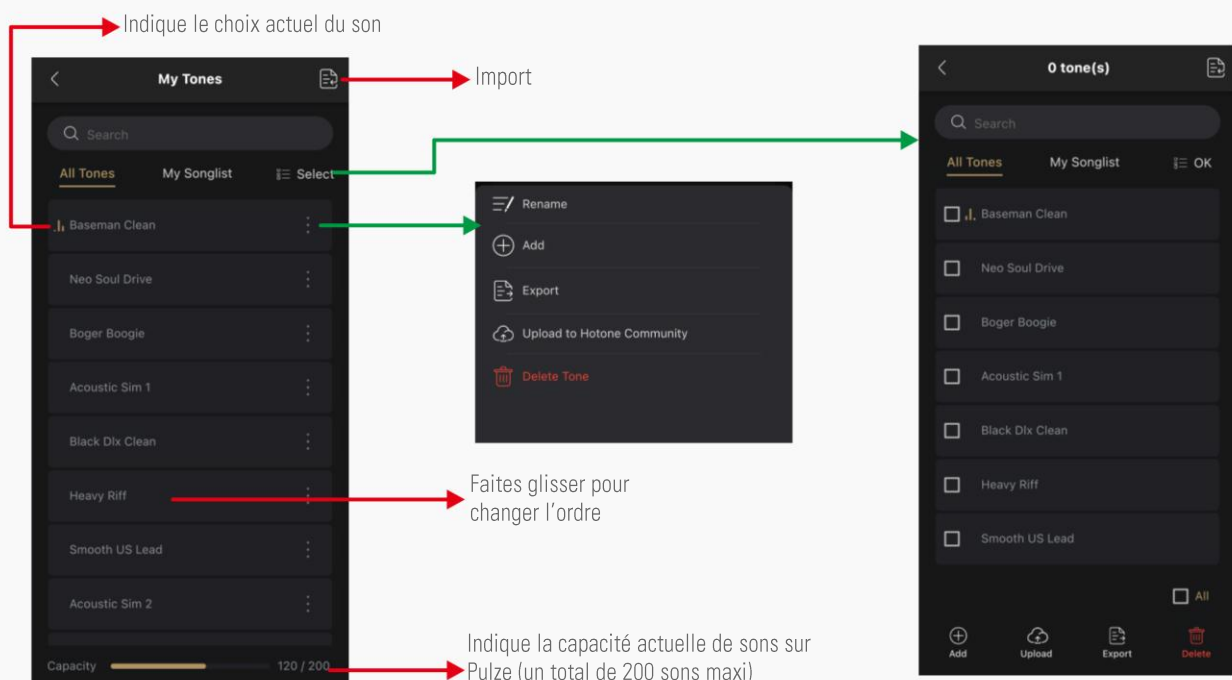 Indique le choix actuel du son
My Tones
Import
Search
All Tones My Songlist Select
Baseman Clean
Neo Soul Drive
Boger Boogie
Acoustic Sim 1
Black Dlx Clean
Heavy Riff
Smooth US Lead
Acoustic Sim 2
Capacity 120 / 200
Rename
Add
Export
Upload to Hotone Community
Delete Tone
Faites glisser pour
changer l'ordre
Indique la capacité actuelle de sons sur
Pulze (un total de 200 sons maxi)
0 tone(s)
Search
All Tones My Songlist OK
Baseman Clean
Neo Soul Drive
Boger Boogie
Acoustic Sim 1
Black Dlx Clean
Heavy Riff
Smooth US Lead
All
Add Upload Export Delete